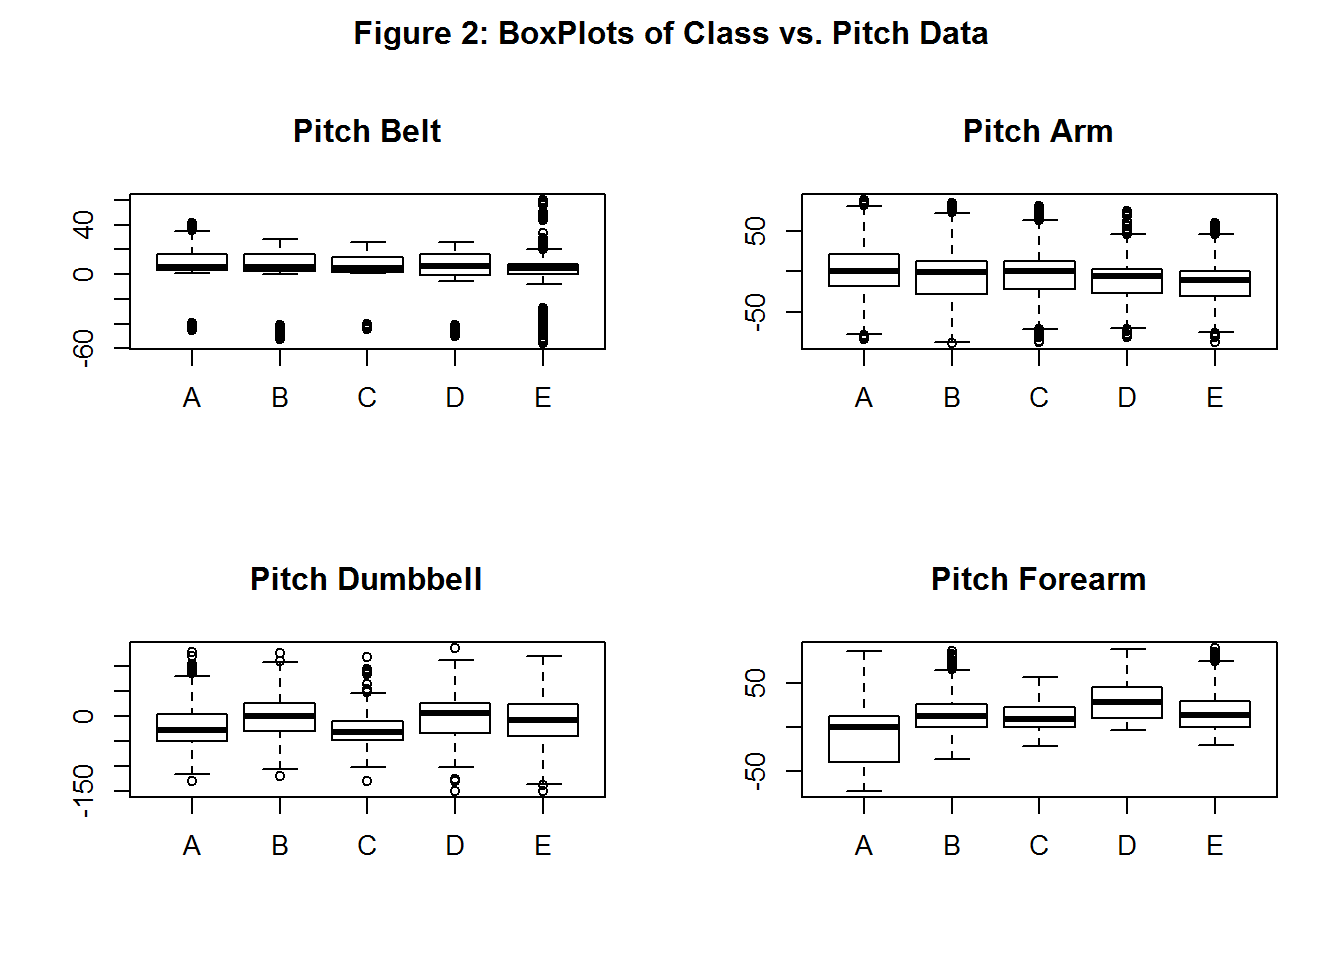 Figure 2: BoxPlots of Class vs. Pitch Data
Pitch Belt
40
0
-60
A B C D E
Pitch Arm
50
-50
A B C D E
Pitch Dumbbell
0
-150
A B C D E
Pitch Forearm
50
-50
A B C D E